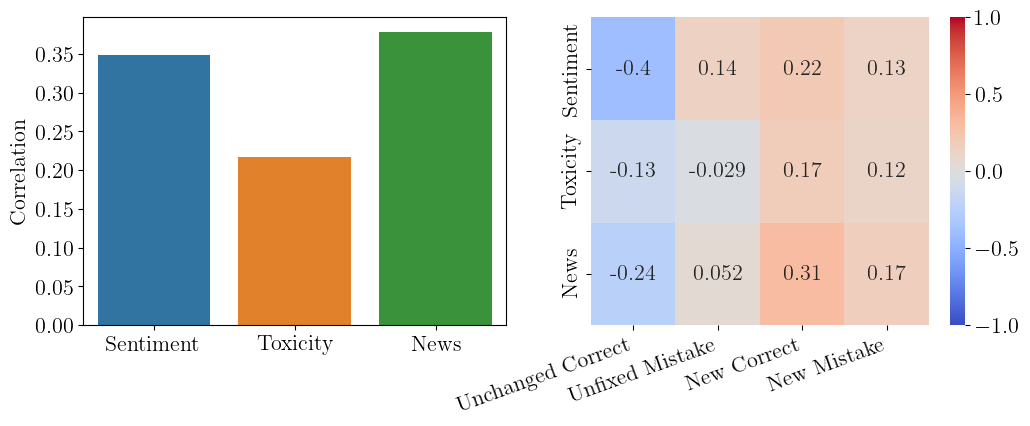 Correlation
0.35
0.30
0.25
0.20
0.15
0.10
0.05
0.00
Sentiment Toxicity News
Sentiment
Toxicity
News
-0.4 0.14 0.22 0.13
-0.13 -0.029 0.17 0.12
-0.24 0.052 0.31 0.17
Unchanged Correct
Unfixed Mistake
New Correct
New Mistake
1.0
0.5
0.0
−0.5
−1.0